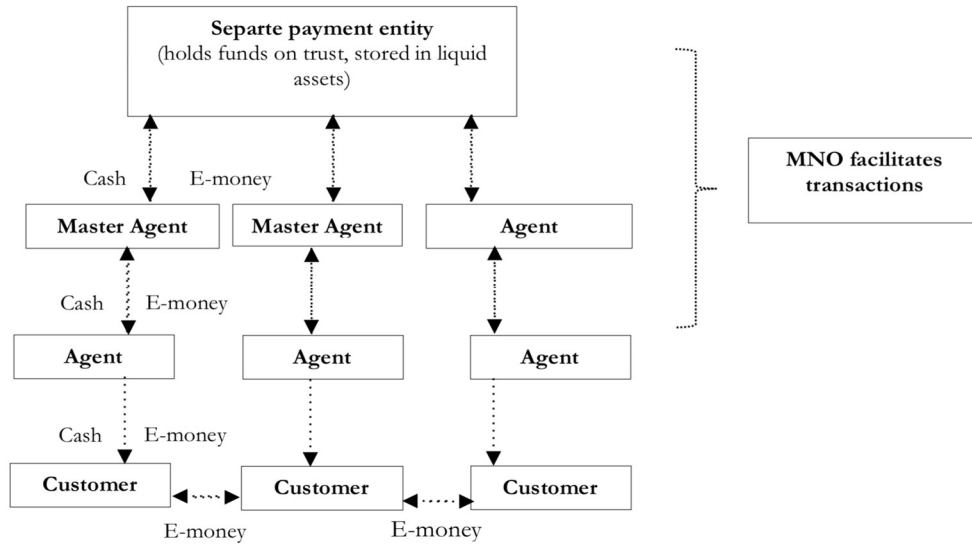 Separte payment entity
(holds funds on trust, stored in liquid
assets)
MNO facilitates
transactions
Cash
E-money
Master Agent
Master Agent
Agent
Cash
E-money
Agent
Agent
Agent
Cash
E-money
Customer
Customer
Customer
E-money
E-money